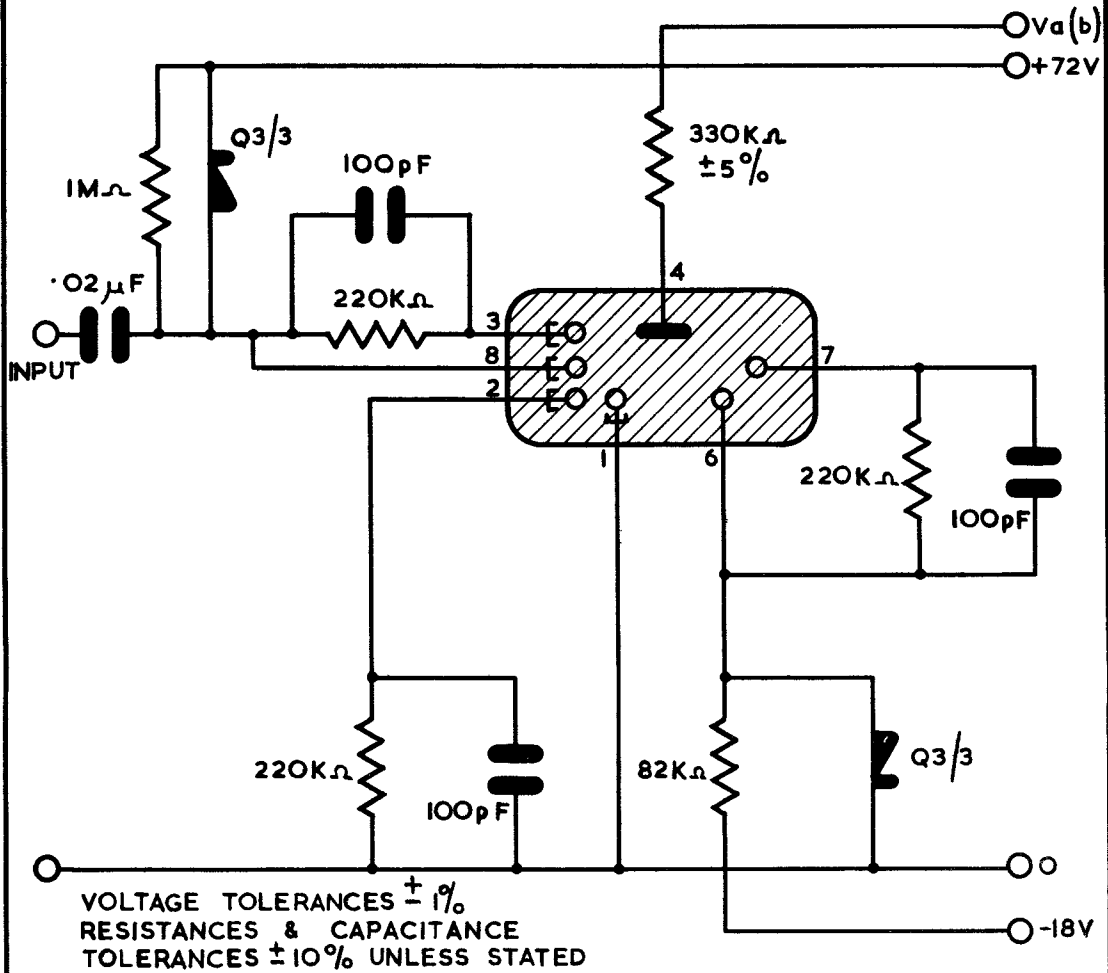 Va(b)
+72V
Q3/3
330KΩ
±5%
100pF
1MΩ
4
·02μF
220KΩ
3
INPUT
8
7
2
1
6
220KΩ
100pF
220KΩ
100pF
82KΩ
Q3/3
0
VOLTAGE TOLERANCES ± 1%
RESISTANCES & CAPACITANCE
TOLERANCES ±10% UNLESS STATED
-18V